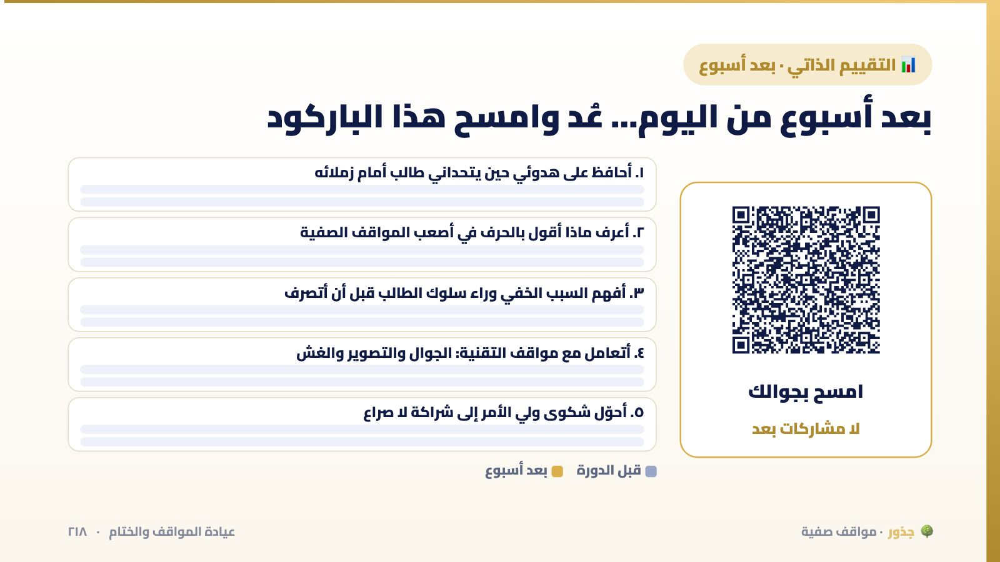 📊 التقييم الذاتي · بعد أسبوع
بعد أسبوع من اليوم... عُد وامسح هذا الباركود
امسح بجوالك
لا مشاركات بعد
١. أحافظ على هدوئي حين يتحداني طالب أمام زملائه
٢. أعرف ماذا أقول بالحرف في أصعب المواقف الصفية
٣. أفهم السبب الخفي وراء سلوك الطالب قبل أن أتصرف
٤. أتعامل مع مواقف التقنية: الجوال والتصوير والغش
٥. أحوّل شكوى ولي الأمر إلى شراكة لا صراع
قبل الدورة بعد أسبوع
🌳 جذور · مواقف صفية
عيادة المواقف والختام · ٢١٨